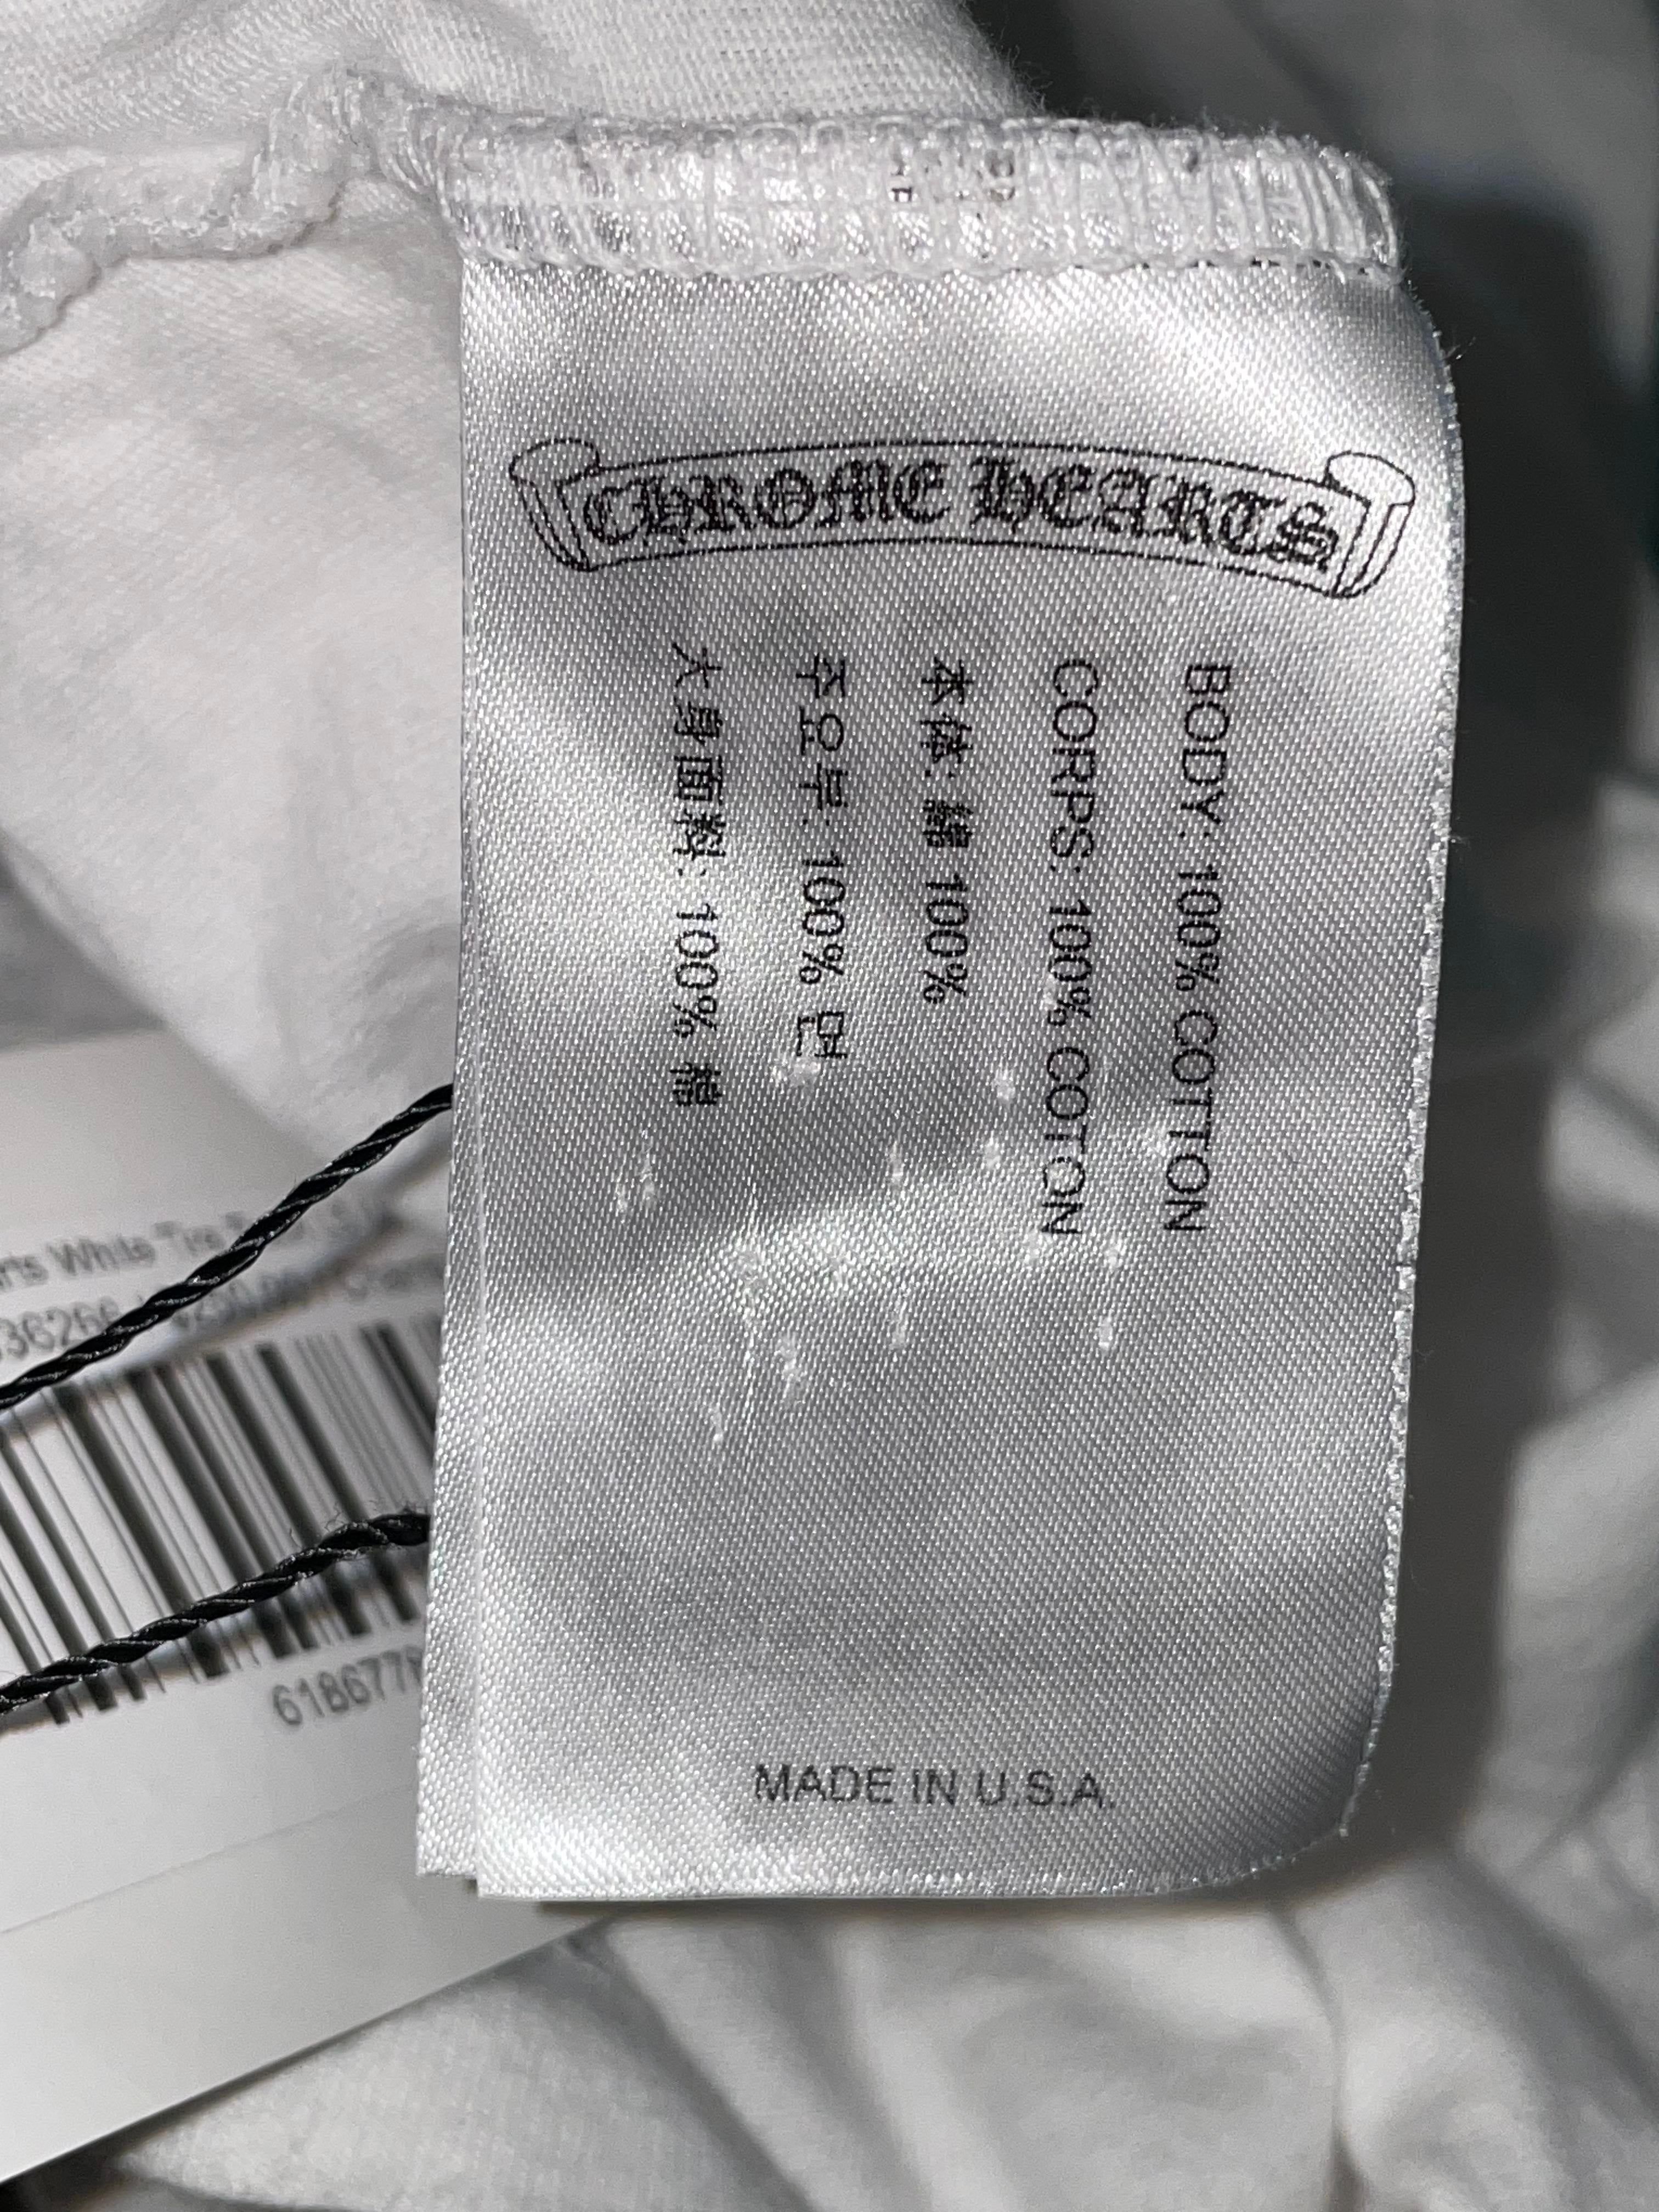 CHROME HEARTS
BODY: 100% COTTON
CORPS: 100% COTON
本体: 綿 100%
주요부: 100% 면
大身面料: 100% 棉
MADE IN U.S.A.
White